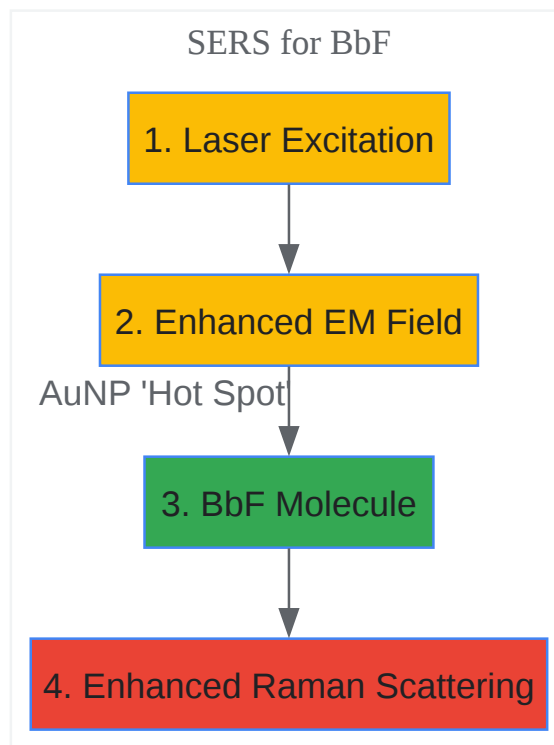 SERS for BbF
1. Laser Excitation
2. Enhanced EM Field
AuNP 'Hot Spot'
3. BbF Molecule
4. Enhanced Raman Scattering